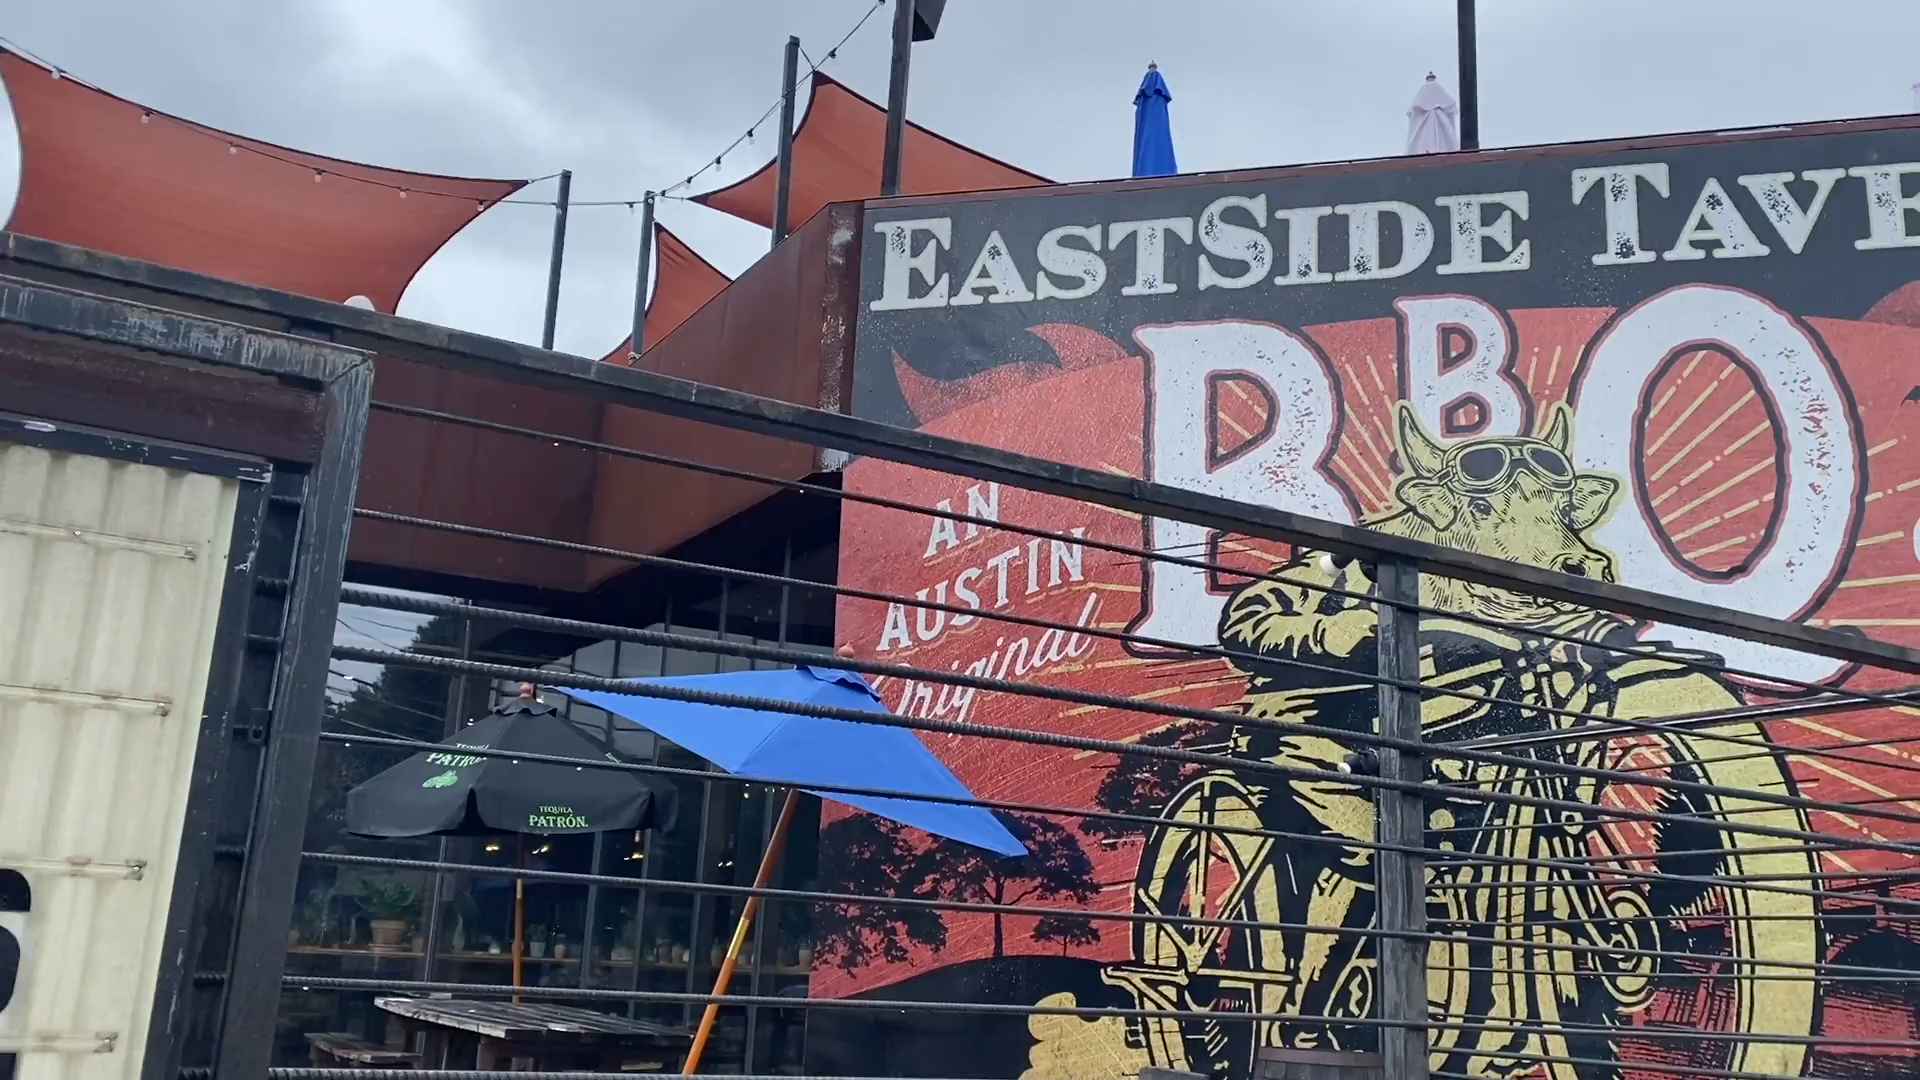 EASTSIDE TAVE
BBQ
AN
AUSTIN
Original
TEQUILA
PATRÓN
TEQUILA
PATRÓN.